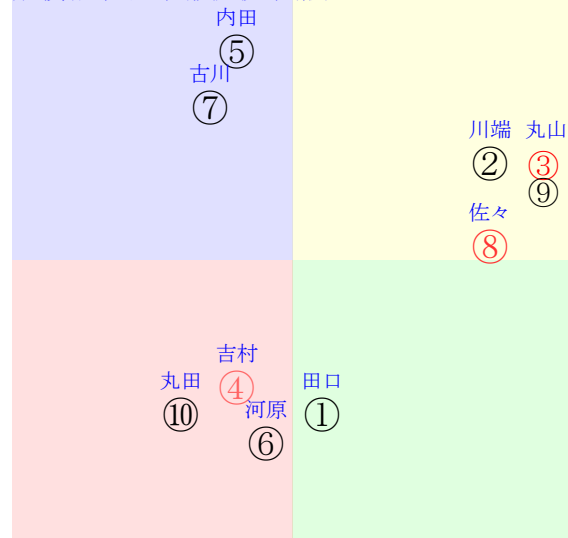 内田
⑤
古川
⑦
川端
②
丸山
③
⑨
佐々
⑧
吉村
④
丸田
⑩
河原
⑥
田口
①